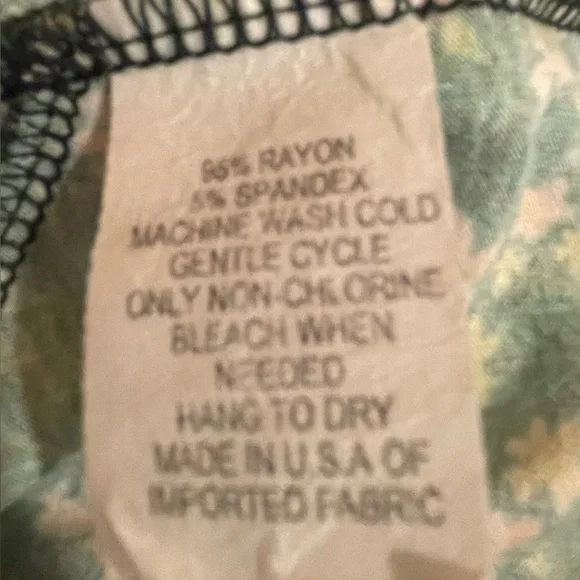 95% RAYON
5% SPANDEX
MACHINE WASH COLD
GENTLE CYCLE
ONLY NON-CHLORINE
BLEACH WHEN
NEEDED
HANG TO DRY
MADE IN U.S.A OF
IMPORTED FABRIC